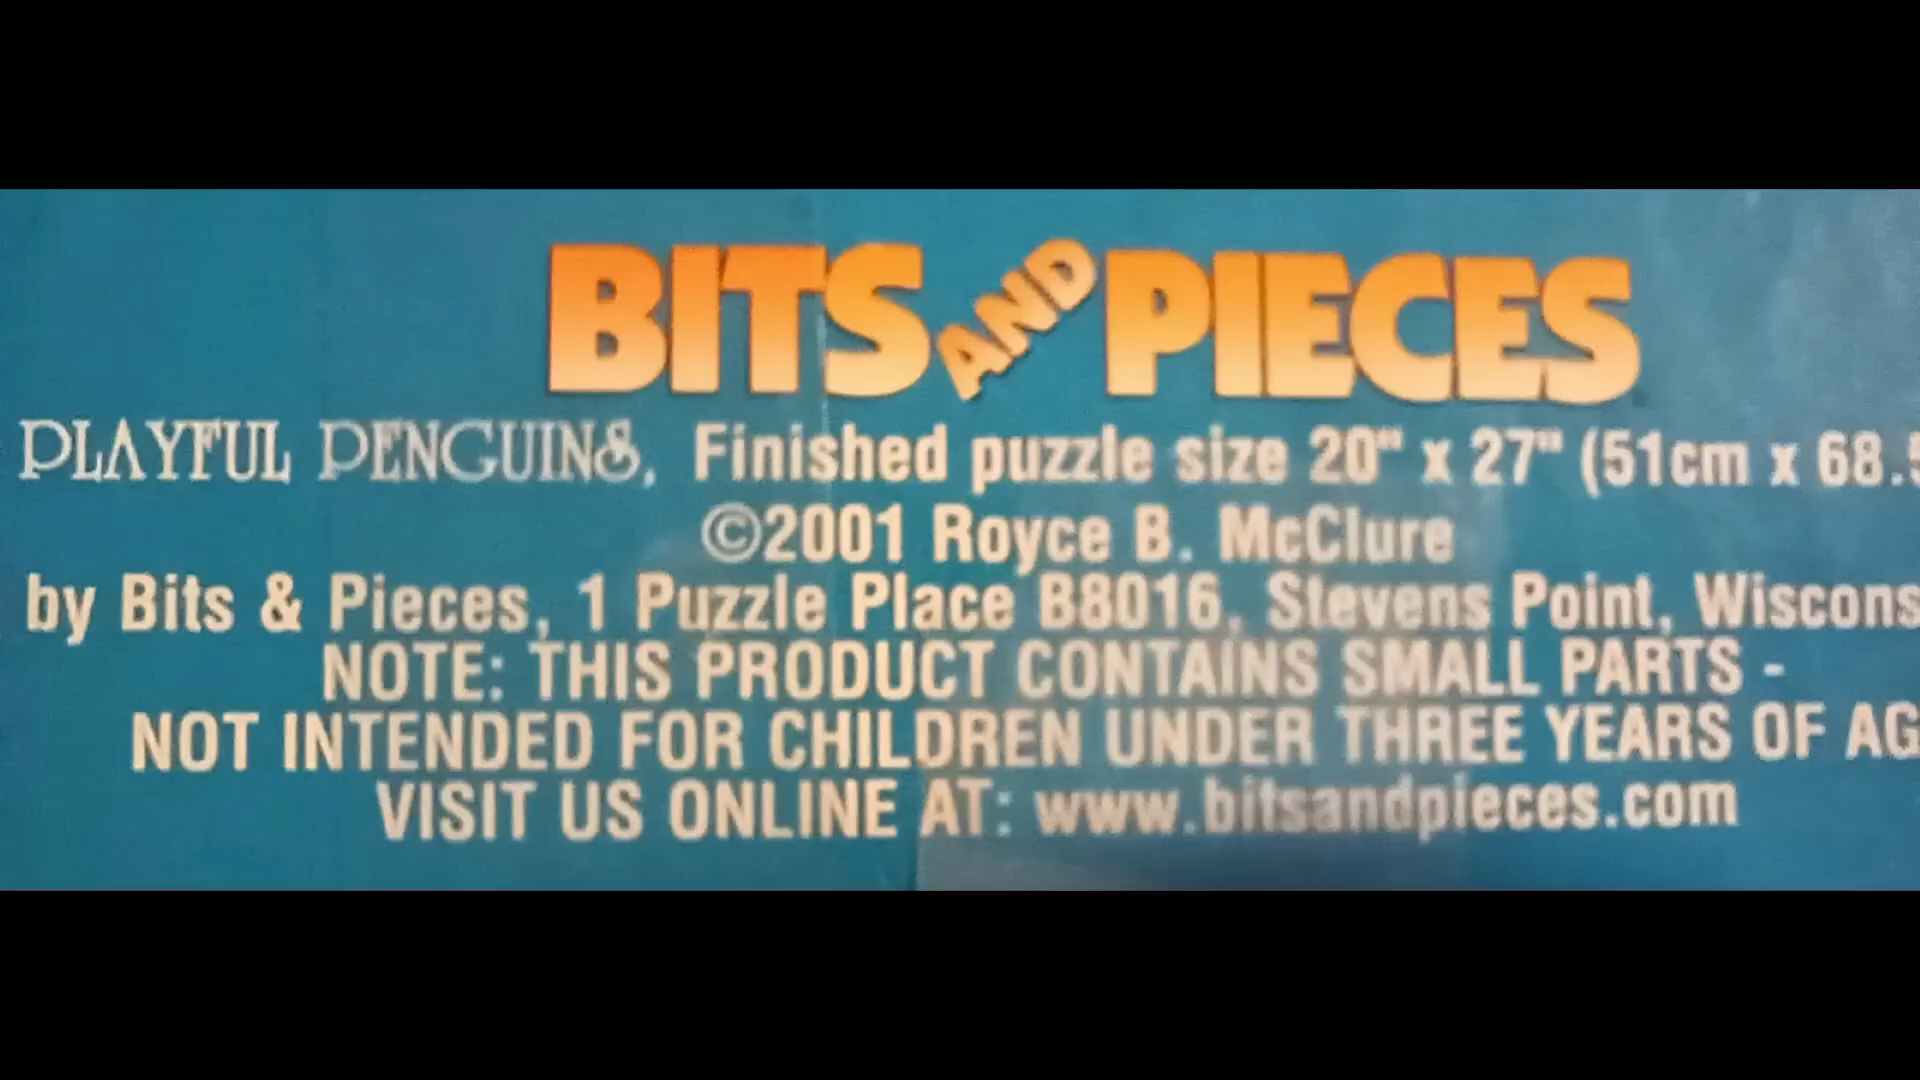 BITS AND PIECES
PLAYFUL PENGUINS, Finished puzzle size 20" x 27" (51cm x 68.5
©2001 Royce B. McClure
by Bits & Pieces, 1 Puzzle Place B8016, Stevens Point, Wiscons
NOTE: THIS PRODUCT CONTAINS SMALL PARTS -
NOT INTENDED FOR CHILDREN UNDER THREE YEARS OF AG
VISIT US ONLINE AT: www.bitsandpieces.com